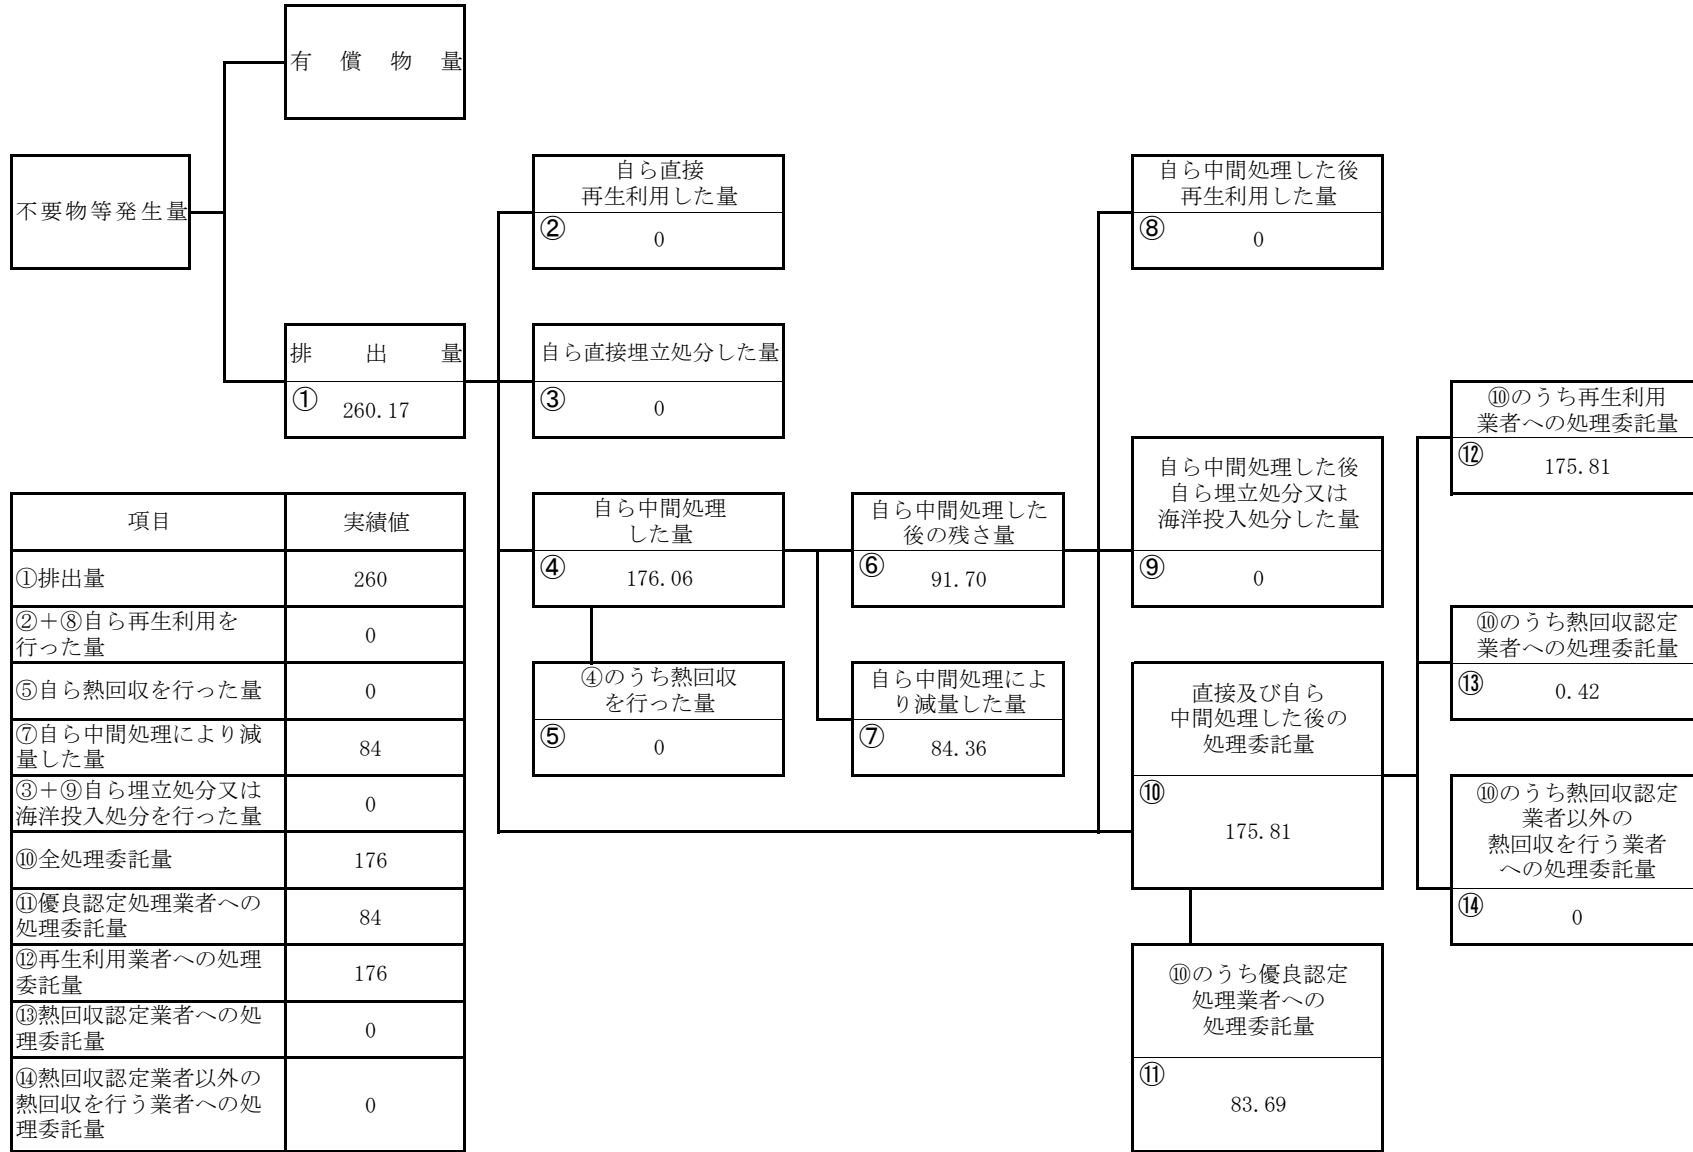 有償物量
不要物等発生量
排出量
① 260.17
自ら直接
再生利用した量
② 0
自ら直接埋立処分した量
③ 0
自ら中間処理
した量
④ 176.06
④のうち熱回収
を行った量
⑤ 0
自ら中間処理した
後の残さ量
⑥ 91.70
自ら中間処理によ
り減量した量
⑦ 84.36
自ら中間処理した後
再生利用した量
⑧ 0
自ら中間処理した後
自ら埋立処分又は
海洋投入処分した量
⑨ 0
直接及び自ら
中間処理した後の
処理委託量
⑩
175.81
⑩のうち優良認定
処理業者への
処理委託量
⑪
83.69
⑩のうち再生利用
業者への処理委託量
⑫ 175.81
⑩のうち熱回収認定
業者への処理委託量
⑬ 0.42
⑩のうち熱回収認定
業者以外の
熱回収を行う業者
への処理委託量
⑭ 0
項目 実績値
①排出量 260
②+⑧自ら再生利用を
行った量 0
⑤自ら熱回収を行った量 0
⑦自ら中間処理により減
量した量 84
③+⑨自ら埋立処分又は
海洋投入処分を行った量 0
⑩全処理委託量 176
⑪優良認定処理業者への
処理委託量 84
⑫再生利用業者への処理
委託量 176
⑬熱回収認定業者への処
理委託量 0
⑭熱回収認定業者以外の
熱回収を行う業者への処
理委託量 0